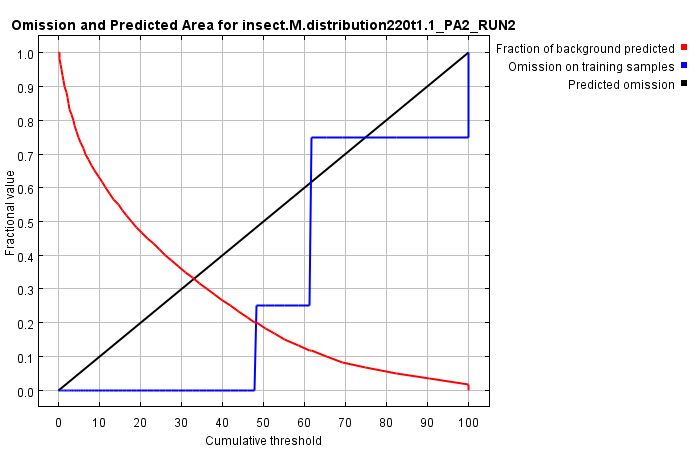 Omission and Predicted Area for insect.M.distribution220t1.1_PA2_RUN2
Fraction of background predicted
Omission on training samples
Predicted omission
Fractional value
1.0
0.9
0.8
0.7
0.6
0.5
0.4
0.3
0.2
0.1
0.0
0 10 20 30 40 50 60 70 80 90 100
Cumulative threshold